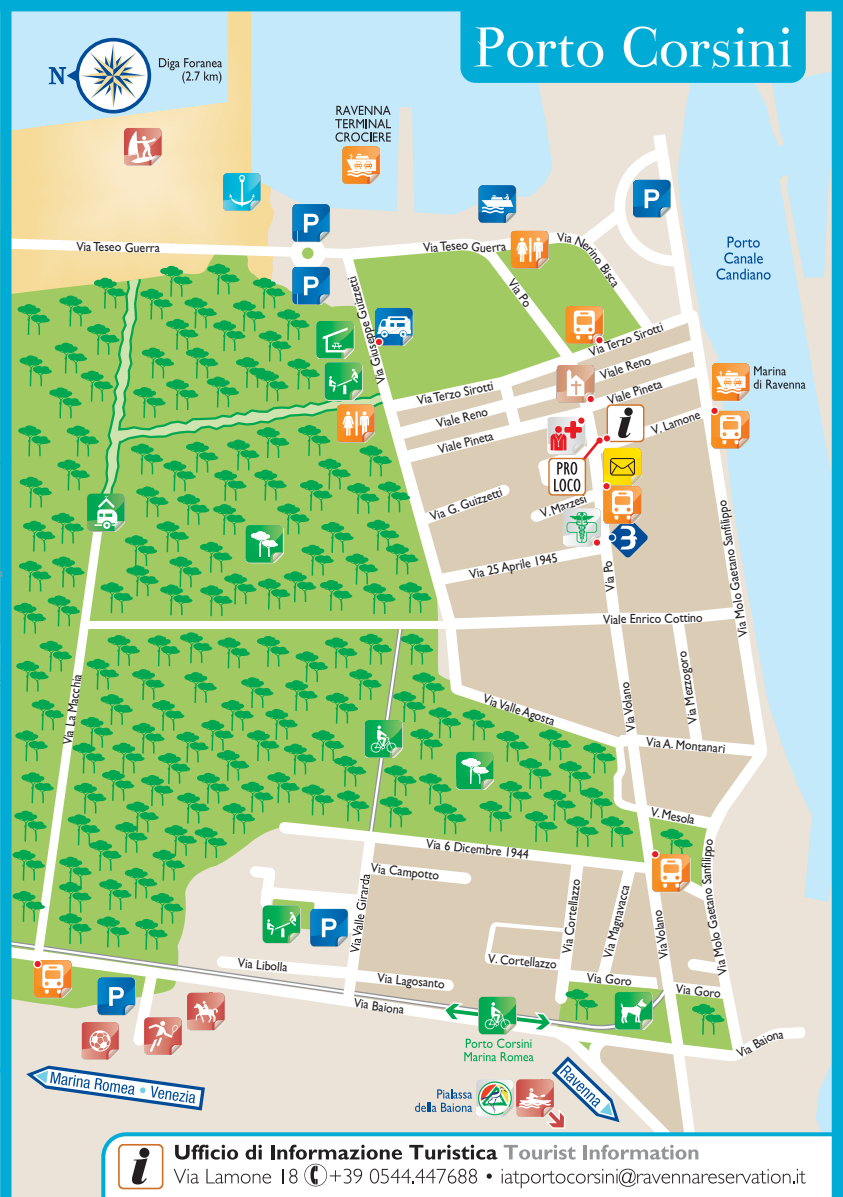 Porto Corsini
N
Diga Foranea
(2.7 km)
RAVENNA
TERMINAL
CROCIERE
P
P
Via Teseo Guerra
Via Teseo Guerra
Via Nerino Bisca
Porto
Canale
Candiano
P
Via Giuseppe Guizzetti
Via Po
Via Terzo Sirotti
Viale Reno
Viale Pineta
Via Terzo Sirotti
Viale Reno
Viale Pineta
Marina
di Ravenna
i
V. Lamone
PRO
LOCO
Via G. Guizzetti
V. Mazzesi
3
Via 25 Aprile 1945
Via Po
Via Molo Gaetano Sanfilippo
Viale Enrico Cottino
Via La Macchia
Via Valle Agosta
Via Volano
Via Mezzogoro
Via A. Montanari
V. Mesola
Via 6 Dicembre 1944
Via Campotto
Via Valle Girarda
Via Cortellazzo
Via Magnavacca
Via Volano
Via Molo Gaetano Sanfilippo
P
V. Cortellazzo
Via Libolla
Via Lagosanto
Via Goro
Via Goro
P
Via Baiona
Via Baiona
Porto Corsini
Marina Romea
Marina Romea • Venezia
Ravenna
Pialassa
della Baiona
i
Ufficio di Informazione Turistica Tourist Information
Via Lamone 18 +39 0544.447688 • iatportocorsini@ravennareservation.it